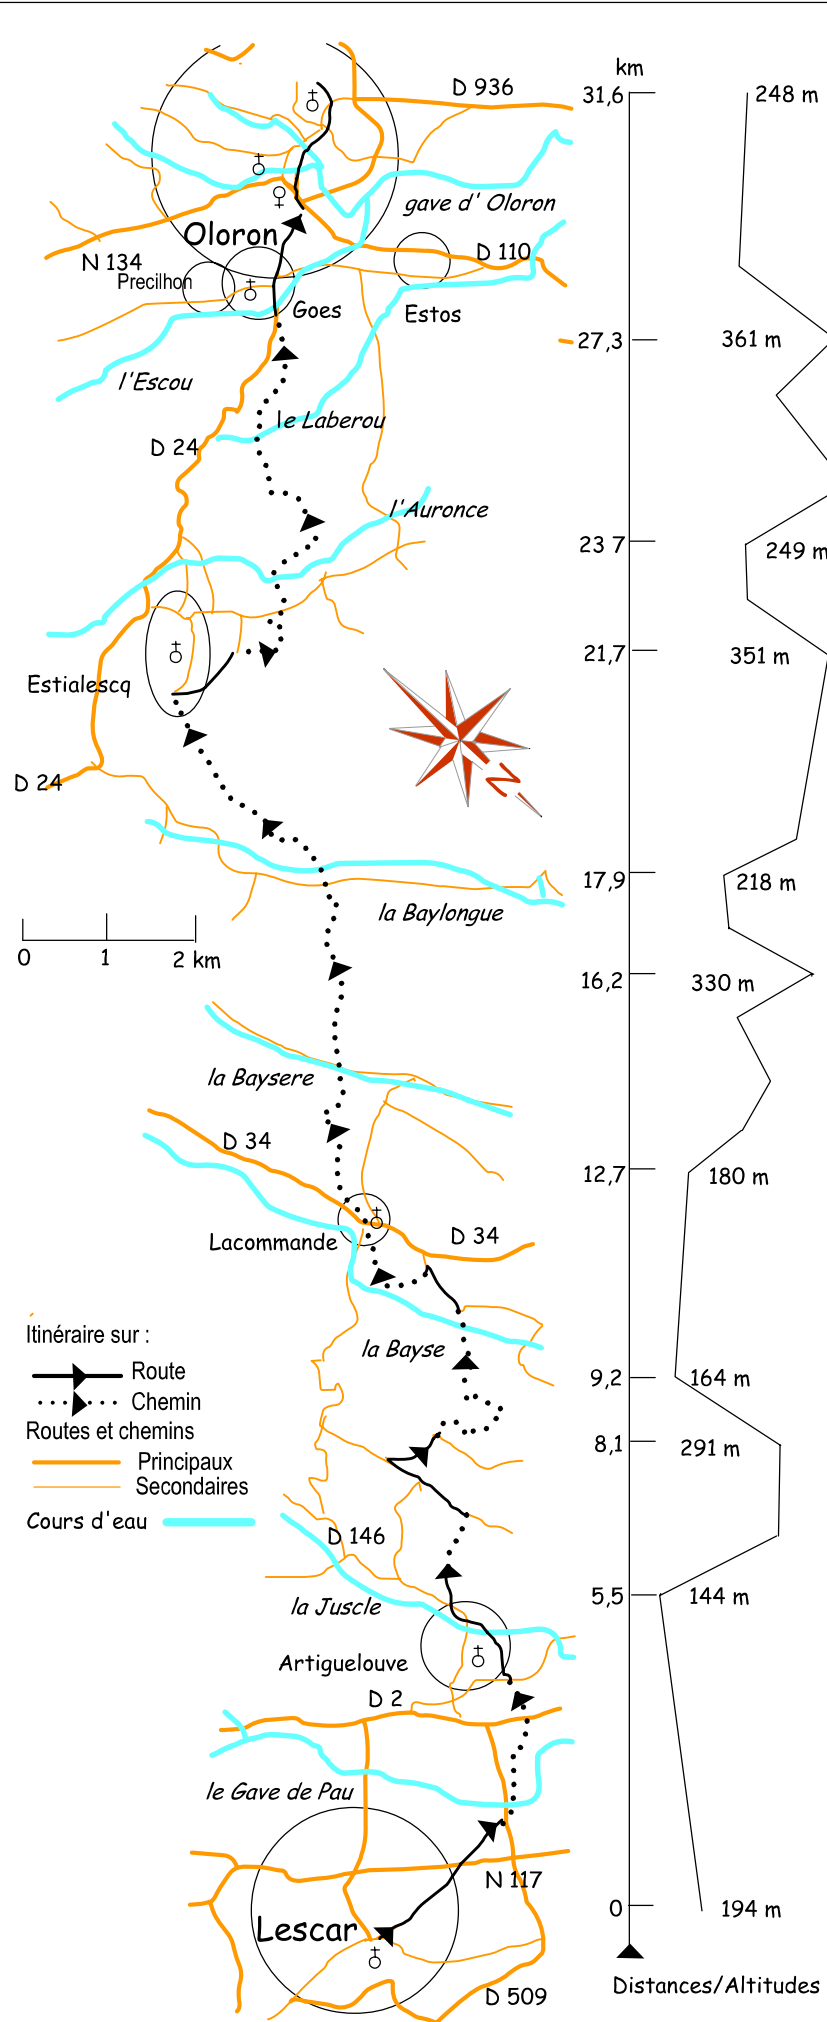 km
D 936
31,6
248 m
gave d' Oloron
Oloron
D 110
N 134
Precilhon
Goes
Estos
27,3
361 m
l'Escou
le Laberou
D 24
l'Auronce
23 7
249 m
21,7
351 m
Estialescq
N
D 24
17,9
218 m
la Baylongue
0
1
2 km
16,2
330 m
la Baysere
D 34
12,7
180 m
D 34
Lacommande
Itinéraire sur :
la Bayse
Route
9,2
164 m
Chemin
Routes et chemins
8,1
291 m
Principaux
Secondaires
Cours d'eau
D 146
5,5
144 m
la Juscle
Artiguelouve
D 2
le Gave de Pau
N 117
0
194 m
Lescar
Distances/Altitudes
D 509